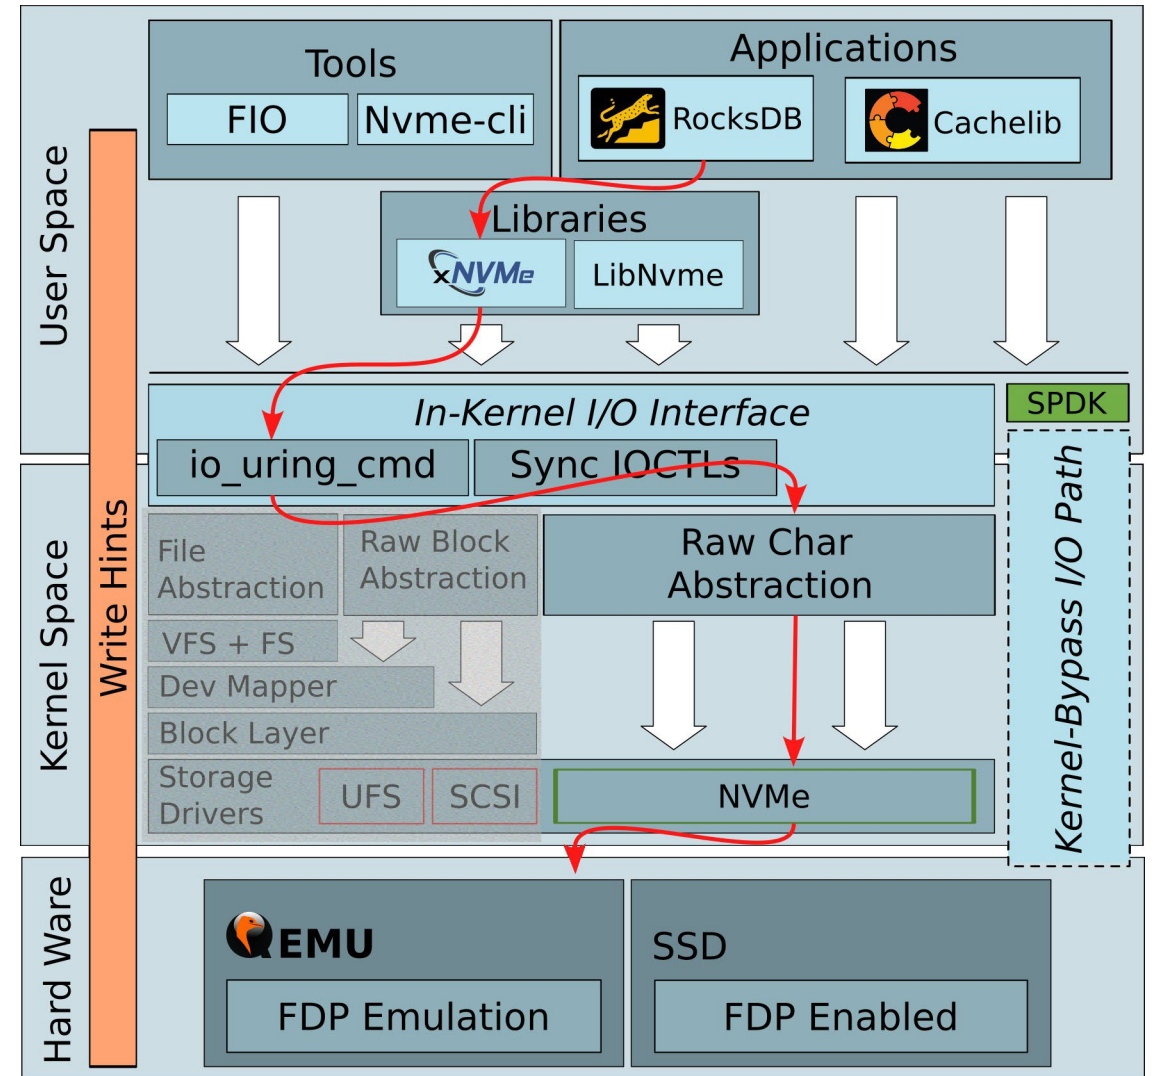 Tools
FIO
Nvme-cli
Applications
RocksDB
Cachelib
User Space
Libraries
xNVMe
LibNvme
In-Kernel I/O Interface
SPDK
io_uring_cmd
Sync IOCTLs
Kernel Space
Write Hints
Kernel-Bypass I/O Path
File
Abstraction
Raw Block
Abstraction
Raw Char
Abstraction
VFS + FS
Dev Mapper
Block Layer
Storage
Drivers
UFS
SCSI
NVMe
Hard Ware
QEMU
FDP Emulation
SSD
FDP Enabled